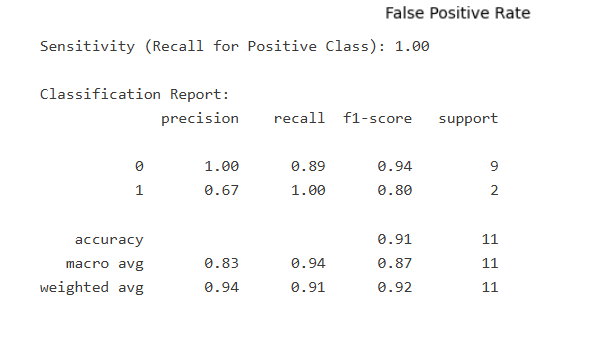 False Positive Rate
Sensitivity (Recall for Positive Class): 1.00
Classification Report:
precision recall f1-score support
0 1.00 0.89 0.94 9
1 0.67 1.00 0.80 2
accuracy 0.91 11
macro avg 0.83 0.94 0.87 11
weighted avg 0.94 0.91 0.92 11